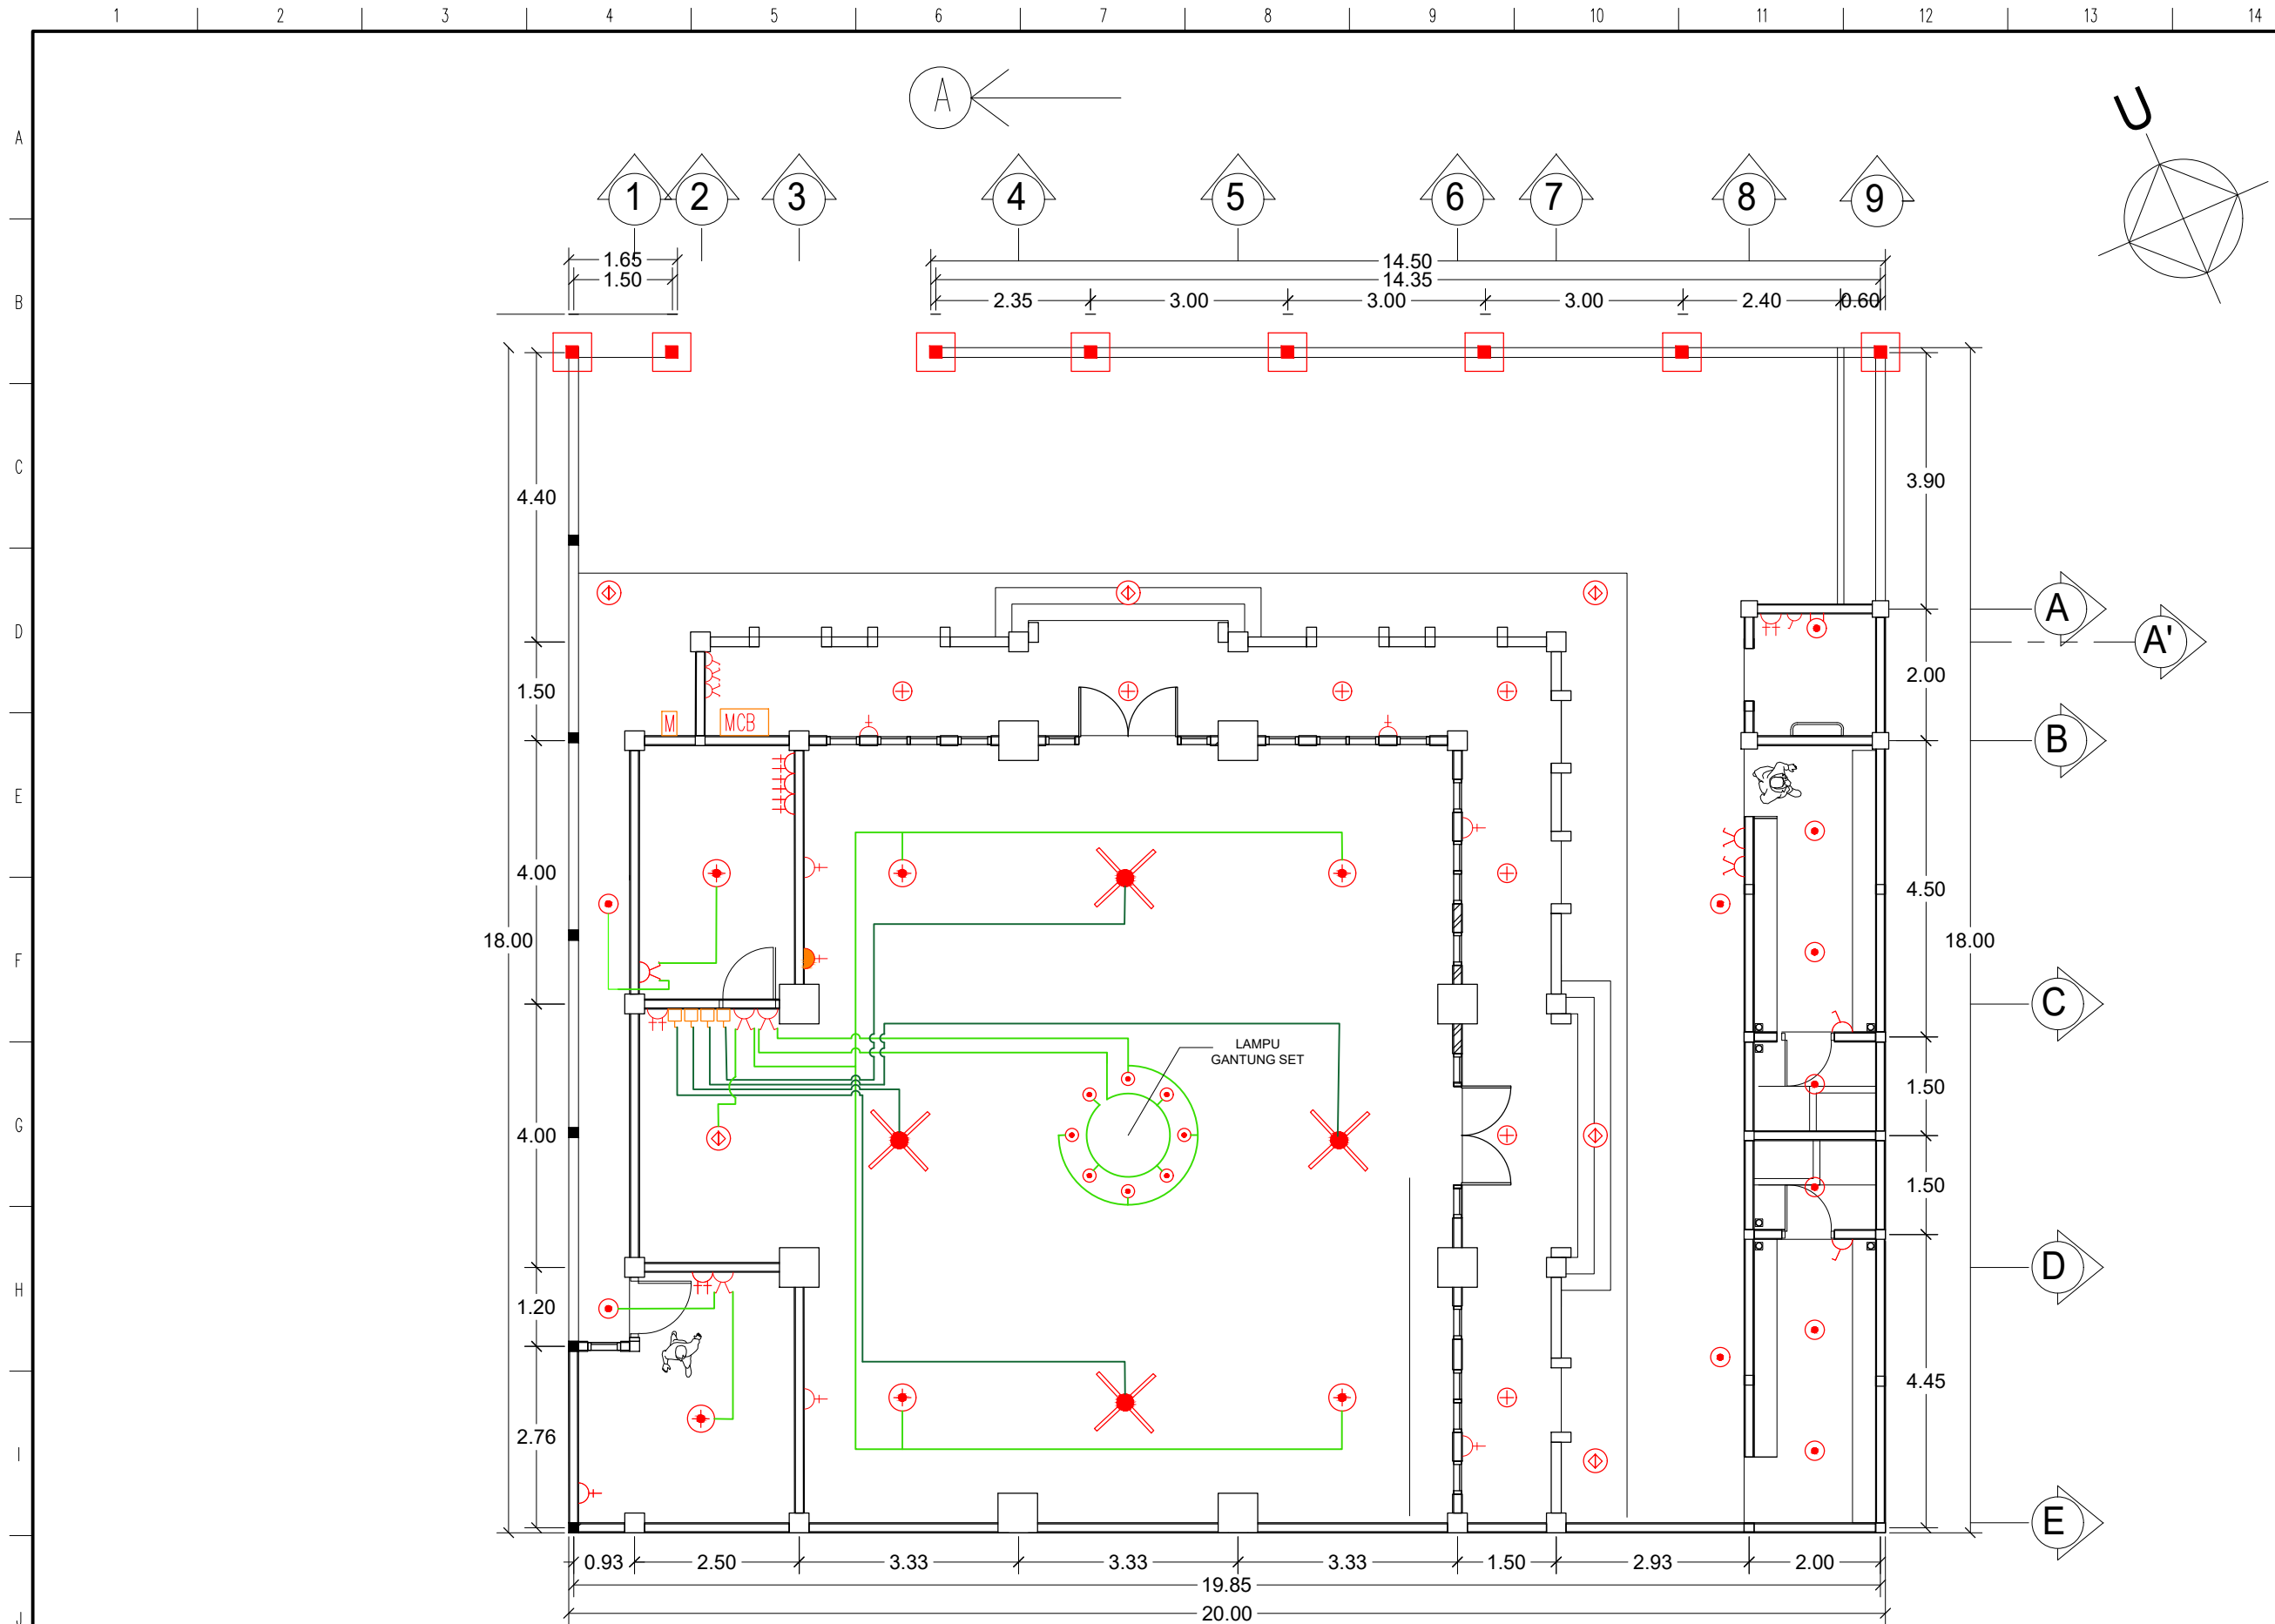 1 2 3 4 5 6 7 8 9 10 11 12 13 14
A
U
A
1 2 3 4 5 6 7 8 9
1.65 14.50
1.50 14.35
B
2.35 3.00 3.00 3.00 2.40 0.60
C
4.40 3.90
A
D
A'
1.50 2.00
M MCB
B
E
4.00 4.50
F
18.00 18.00
C
LAMPU
GANTUNG SET
1.50
G
4.00
1.50
D
H
1.20
4.45
2.76
I
E
0.93 2.50 3.33 3.33 3.33 1.50 2.93 2.00
19.85
20.00
J